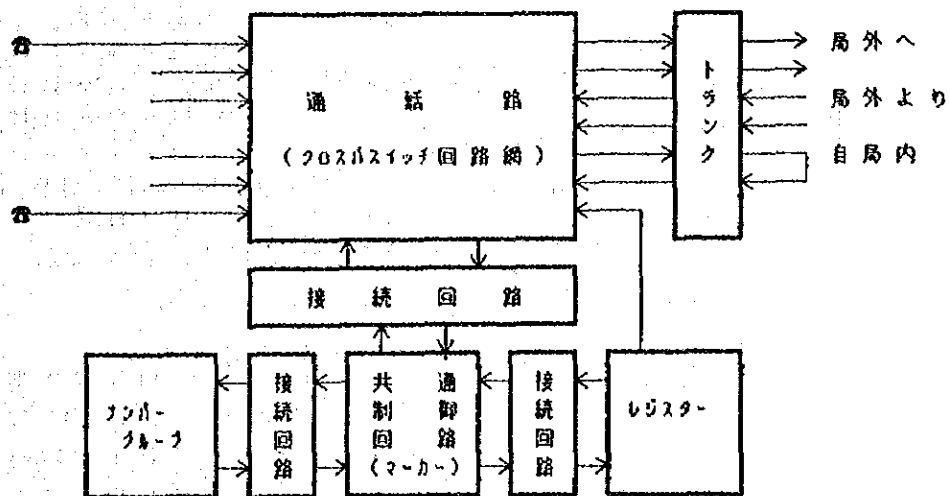 通話路
(クロスバスイッチ回路網)
トランク
局外へ
局外より
自局内
接続回路
ナンバー
グループ
接続回路
共通
制御
回路
(マーカー)
接続回路
レジスター